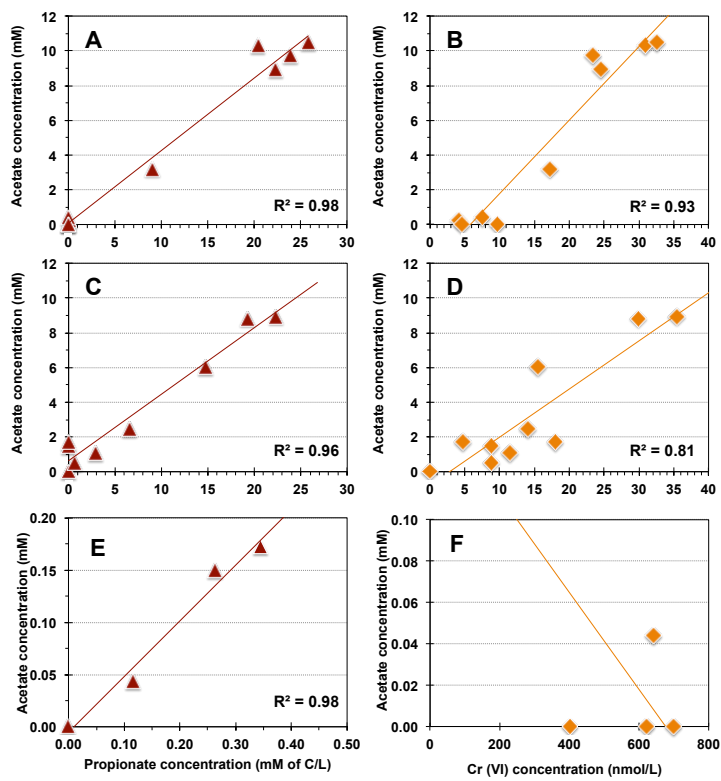 A
Acetate concentration (mM)
12
10
8
6
4
2
0
0 5 10 15 20 25 30
R² = 0.98
B
Acetate concentration (mM)
12
10
8
6
4
2
0
0 5 10 15 20 25 30 35 40
R² = 0.93
C
Acetate concentration (mM)
12
10
8
6
4
2
0
0 5 10 15 20 25 30
R² = 0.96
D
Acetate concentration (mM)
12
10
8
6
4
2
0
0 5 10 15 20 25 30 35 40
R² = 0.81
E
Acetate concentration (mM)
0.20
0.15
0.10
0.05
0.00
0.00 0.10 0.20 0.30 0.40 0.50
R² = 0.98
Propionate concentration (mM of C/L)
F
Acetate concentration (mM)
0.10
0.08
0.06
0.04
0.02
0.00
0 200 400 600 800
Cr (VI) concentration (nmol/L)